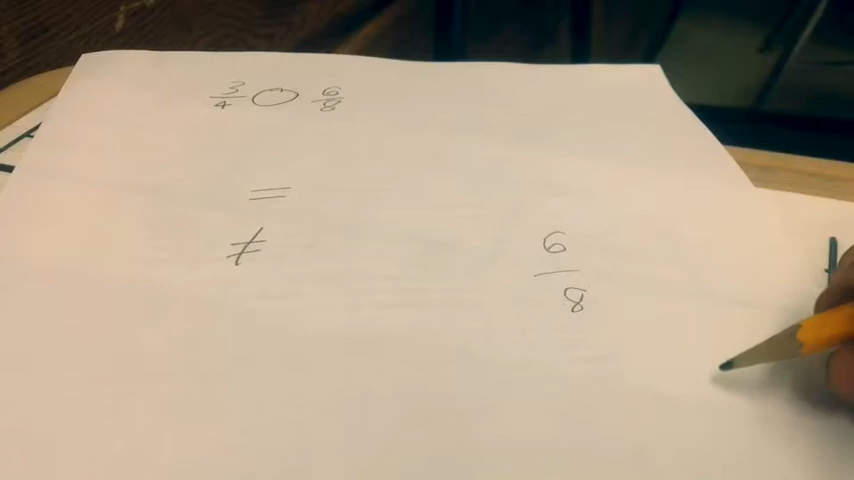 3/4 ○ 6/8
=
≠
6/8